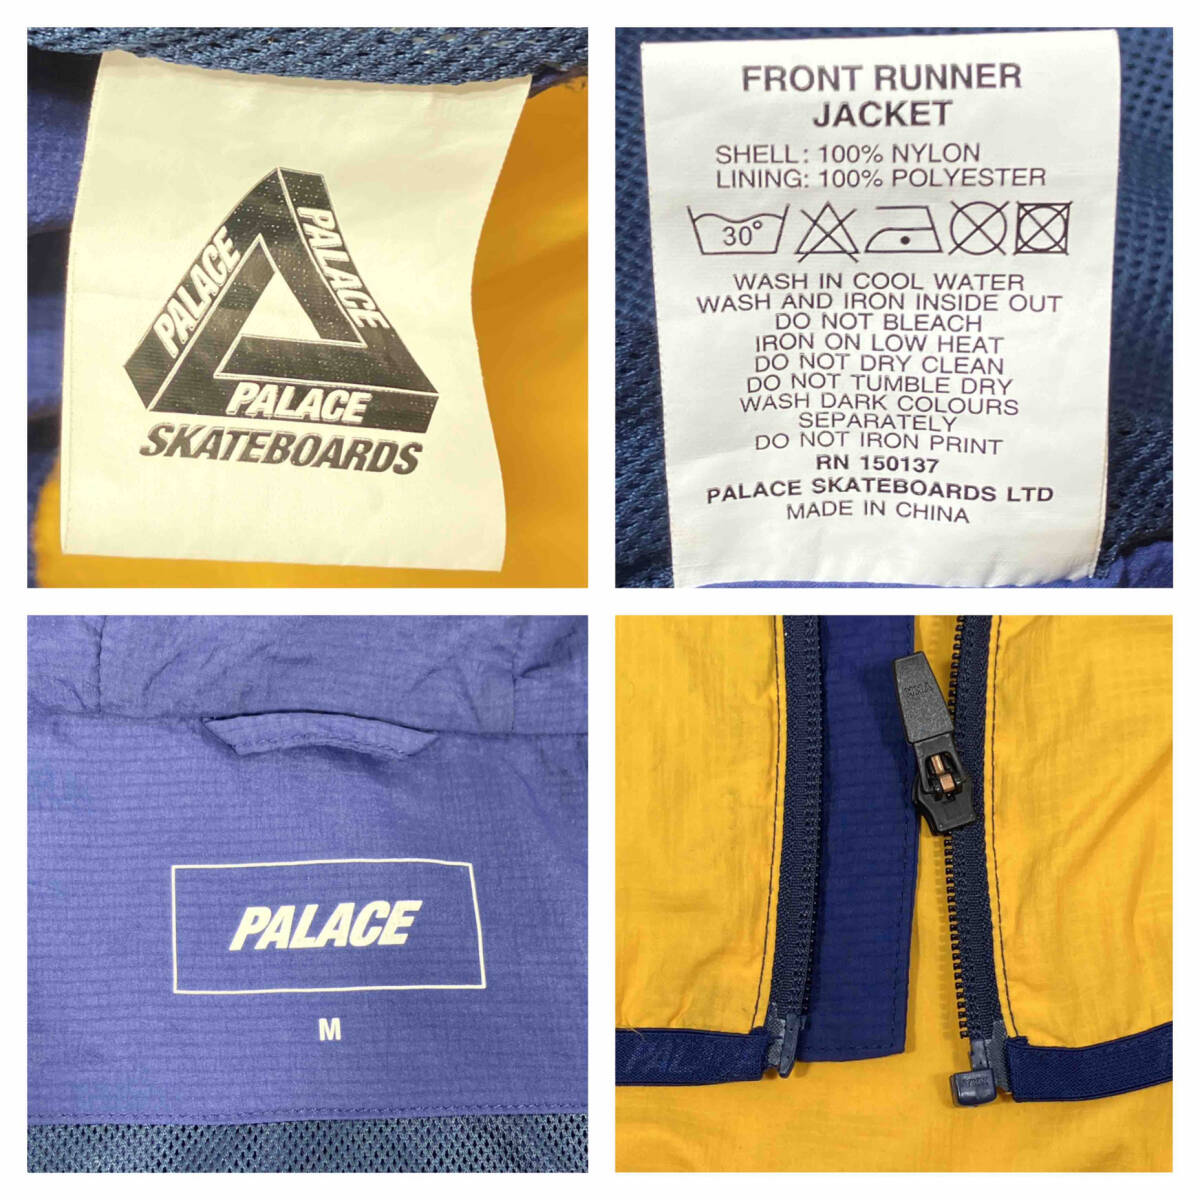 PALACE
PALACE
PALACE
SKATEBOARDS
FRONT RUNNER
JACKET
SHELL: 100% NYLON
LINING: 100% POLYESTER
30°
WASH IN COOL WATER
WASH AND IRON INSIDE OUT
DO NOT BLEACH
IRON ON LOW HEAT
DO NOT DRY CLEAN
DO NOT TUMBLE DRY
WASH DARK COLOURS
SEPARATELY
DO NOT IRON PRINT
RN 150137
PALACE SKATEBOARDS LTD
MADE IN CHINA
PALACE
M